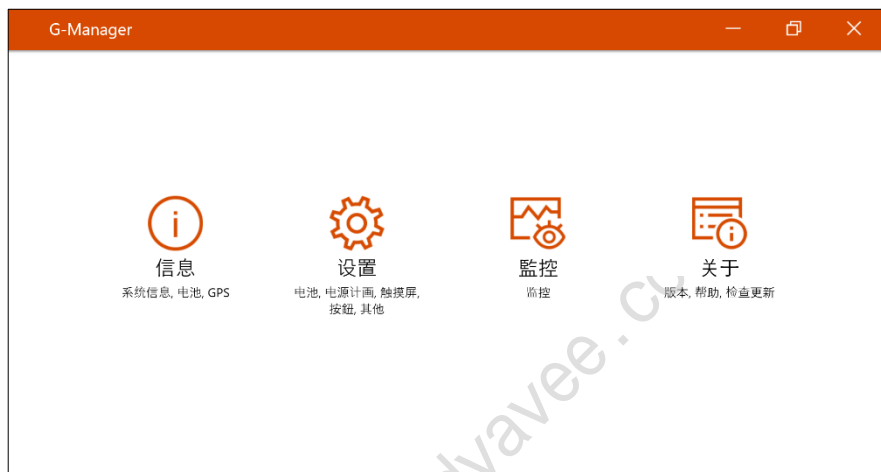 G-Manager
信息
设置
監控
关于
系统信息, 电池, GPS
电池, 电源计画, 触摸屏,
按鈕, 其他
监控
版本, 帮助, 检查更新